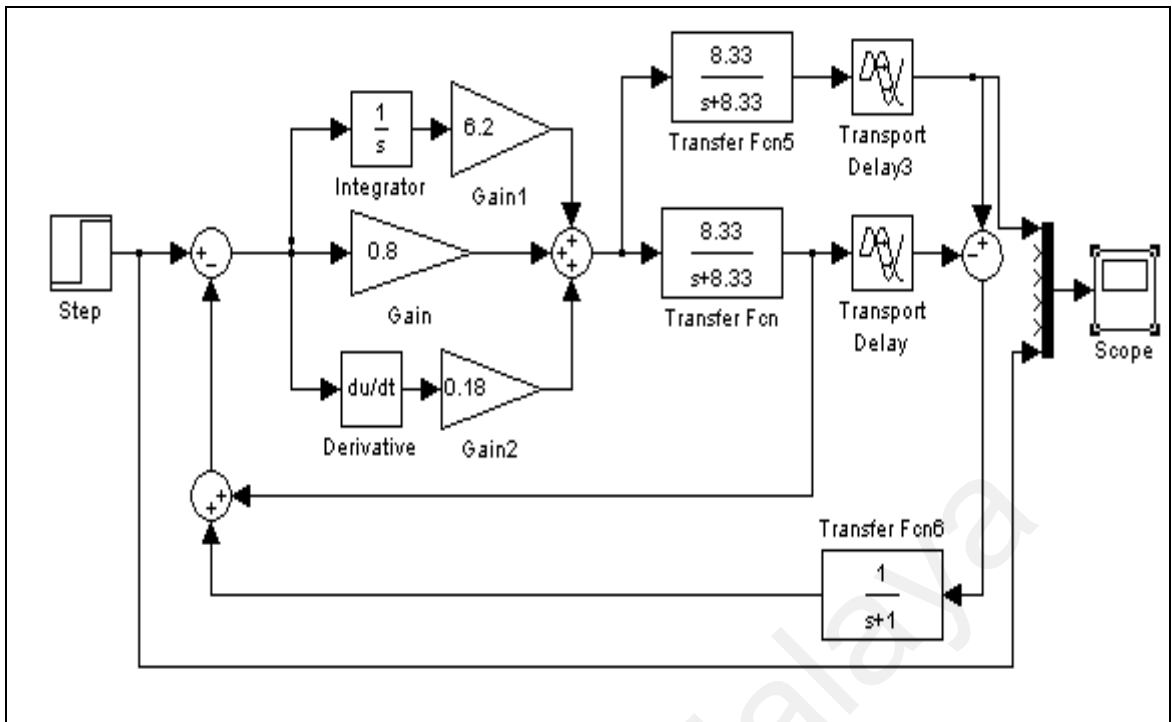 8.33
s+8.33
Transfer Fcn5
Transport
Delay3
1
s
Integrator
6.2
Gain1
Step
+
−
0.8
Gain
+
+
+
8.33
s+8.33
Transfer Fcn
Transport
Delay
+
−
Scope
du/dt
Derivative
0.18
Gain2
+
+
Transfer Fcn6
1
s+1